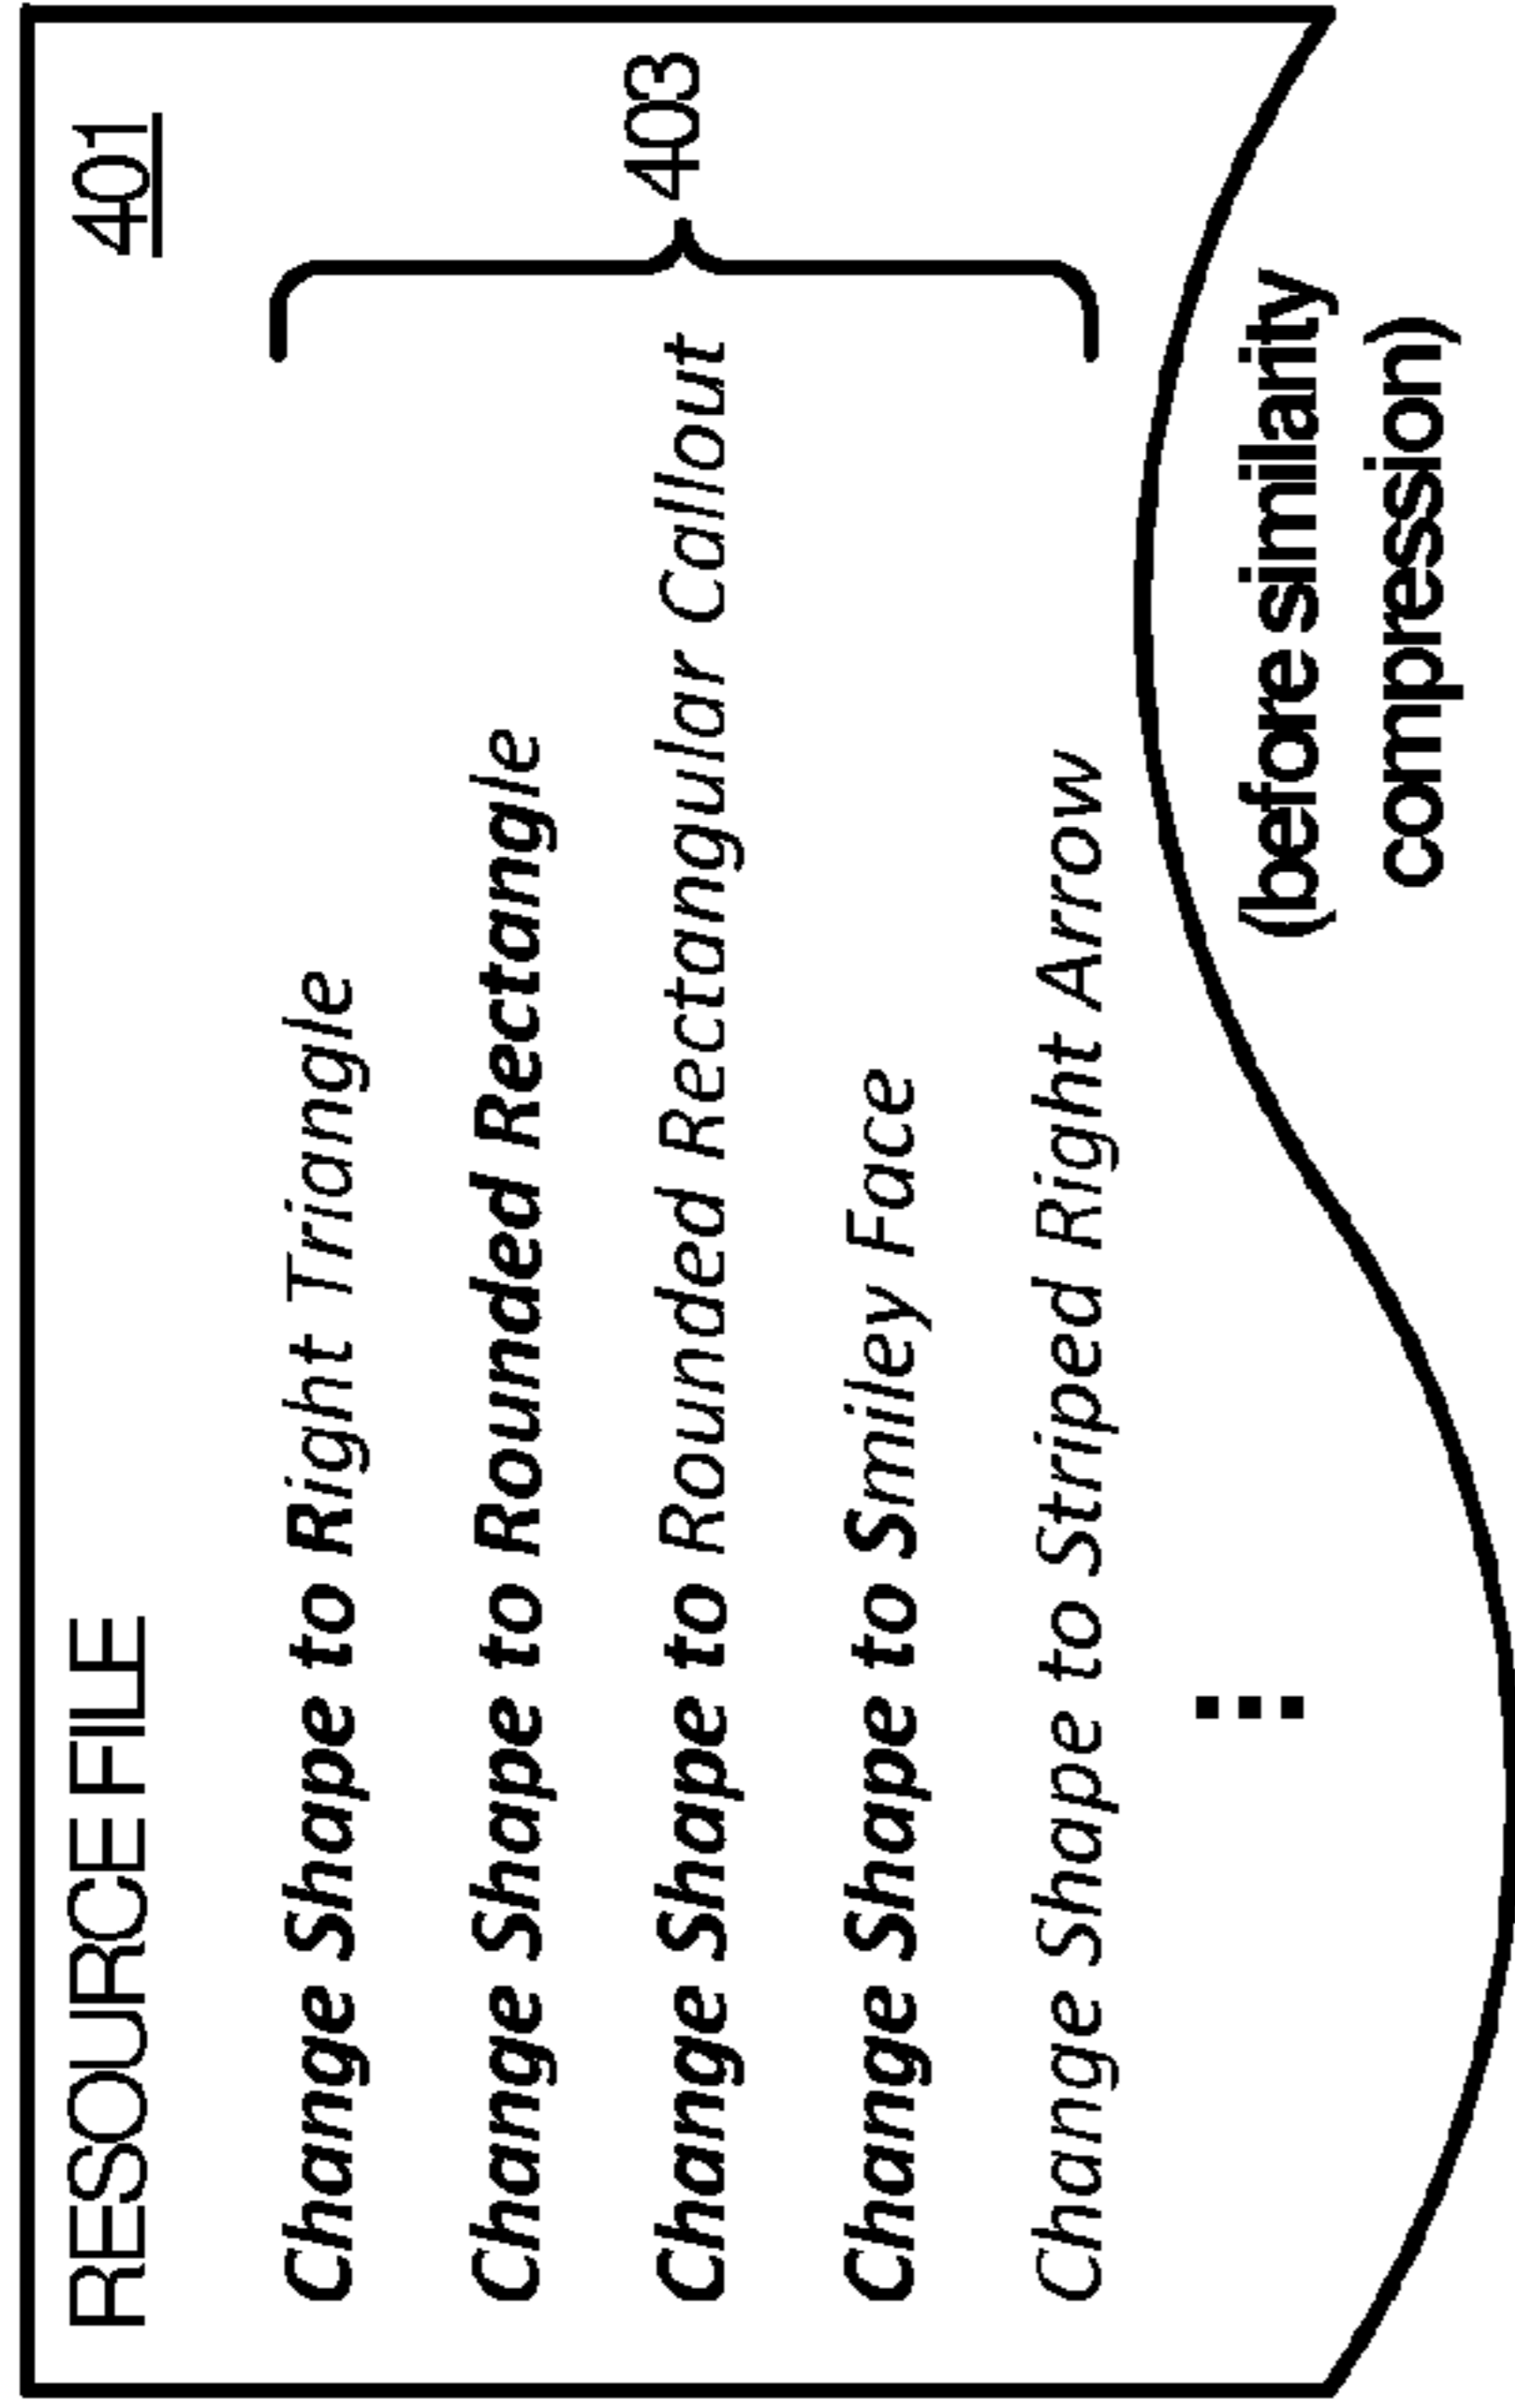 RESOURCE FILE 401
Change Shape to Right Triangle
Change Shape to Rounded Rectangle
Change Shape to Rounded Rectangular Callout
Change Shape to Smiley Face
Change Shape to Striped Right Arrow
403
(before similarity
compression)